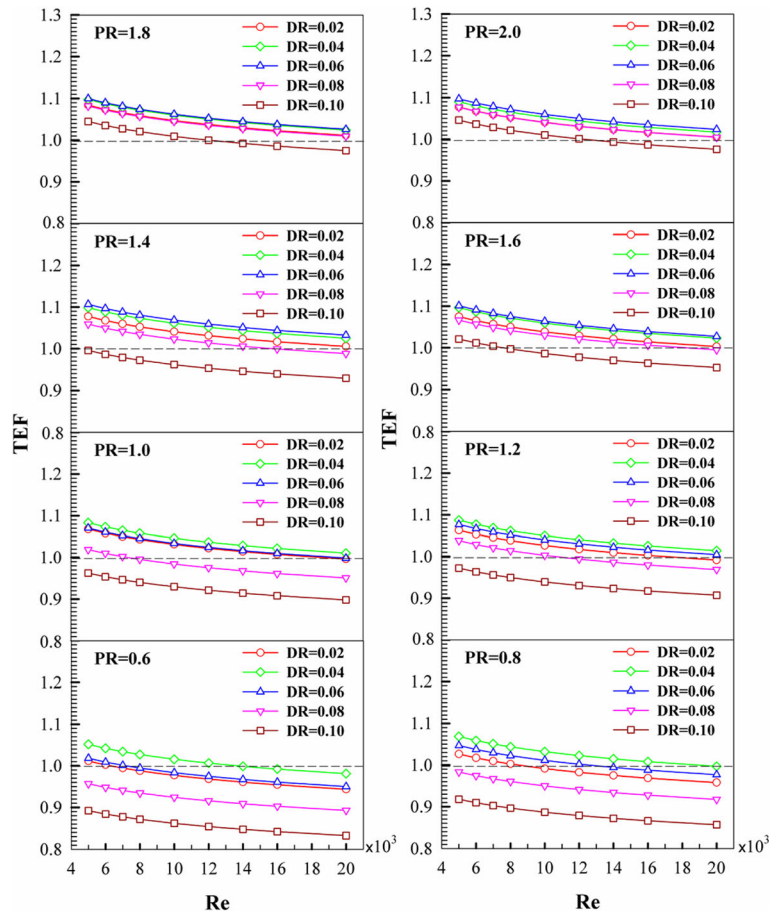 1.3
PR=1.8
DR=0.02
DR=0.04
DR=0.06
DR=0.08
DR=0.10
1.2
1.1
1.0
0.9
0.8
PR=1.4
DR=0.02
DR=0.04
DR=0.06
DR=0.08
DR=0.10
1.2
1.1
1.0
0.9
0.8
PR=1.0
DR=0.02
DR=0.04
DR=0.06
DR=0.08
DR=0.10
1.2
1.1
1.0
0.9
0.8
PR=0.6
DR=0.02
DR=0.04
DR=0.06
DR=0.08
DR=0.10
1.2
1.1
1.0
0.9
0.8
4 6 8 10 12 14 16 18 20 ×10³
Re
TEF
1.3
PR=2.0
DR=0.02
DR=0.04
DR=0.06
DR=0.08
DR=0.10
1.2
1.1
1.0
0.9
0.8
PR=1.6
DR=0.02
DR=0.04
DR=0.06
DR=0.08
DR=0.10
1.2
1.1
1.0
0.9
0.8
PR=1.2
DR=0.02
DR=0.04
DR=0.06
DR=0.08
DR=0.10
1.2
1.1
1.0
0.9
0.8
PR=0.8
DR=0.02
DR=0.04
DR=0.06
DR=0.08
DR=0.10
1.2
1.1
1.0
0.9
0.8
4 6 8 10 12 14 16 18 20 ×10³
Re
TEF